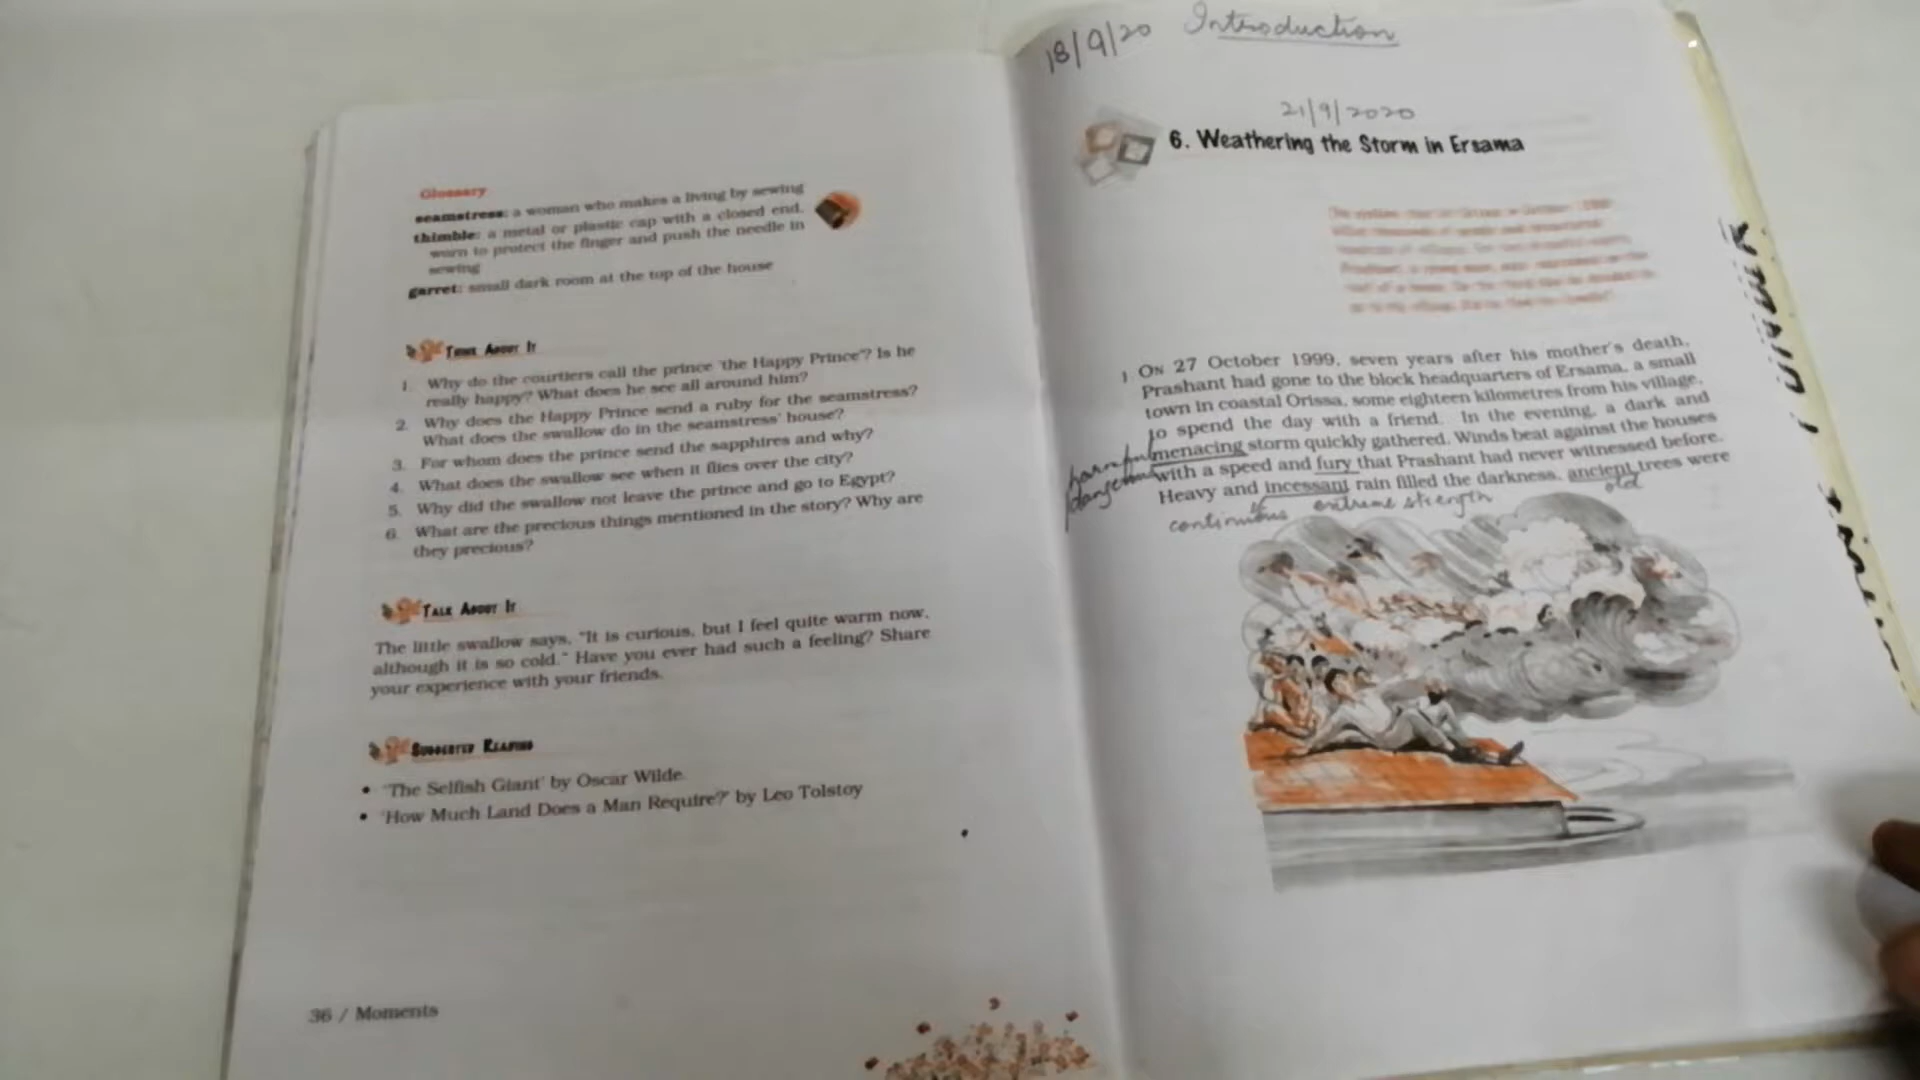 Glossary
seamstress: a woman who makes a living by sewing
thimble: a metal or plastic cap with a closed end,
worn to protect the finger and push the needle in
sewing
garret: small dark room at the top of the house
THINK ABOUT IT
1. Why do the courtiers call the prince 'the Happy Prince'? Is he
really happy? What does he see all around him?
2. Why does the Happy Prince send a ruby for the seamstress?
What does the swallow do in the seamstress' house?
3. For whom does the prince send the sapphires and why?
4. What does the swallow see when it flies over the city?
5. Why did the swallow not leave the prince and go to Egypt?
6. What are the precious things mentioned in the story? Why are
they precious?
TALK ABOUT IT
The little swallow says, "It is curious, but I feel quite warm now,
although it is so cold." Have you ever had such a feeling? Share
your experience with your friends.
SUGGESTED READING
• 'The Selfish Giant' by Oscar Wilde
• 'How Much Land Does a Man Require?' by Leo Tolstoy
36 / Moments
18/9/20 Introduction
21/9/2020
6. Weathering the Storm in Ersama
1 ON 27 October 1999, seven years after his mother's death,
Prashant had gone to the block headquarters of Ersama, a small
town in coastal Orissa, some eighteen kilometres from his village,
to spend the day with a friend. In the evening, a dark and
menacing storm quickly gathered. Winds beat against the houses
with a speed and fury that Prashant had never witnessed before.
Heavy and incessant rain filled the darkness, ancient trees were
harmful
dangerous
continuous extreme strength old